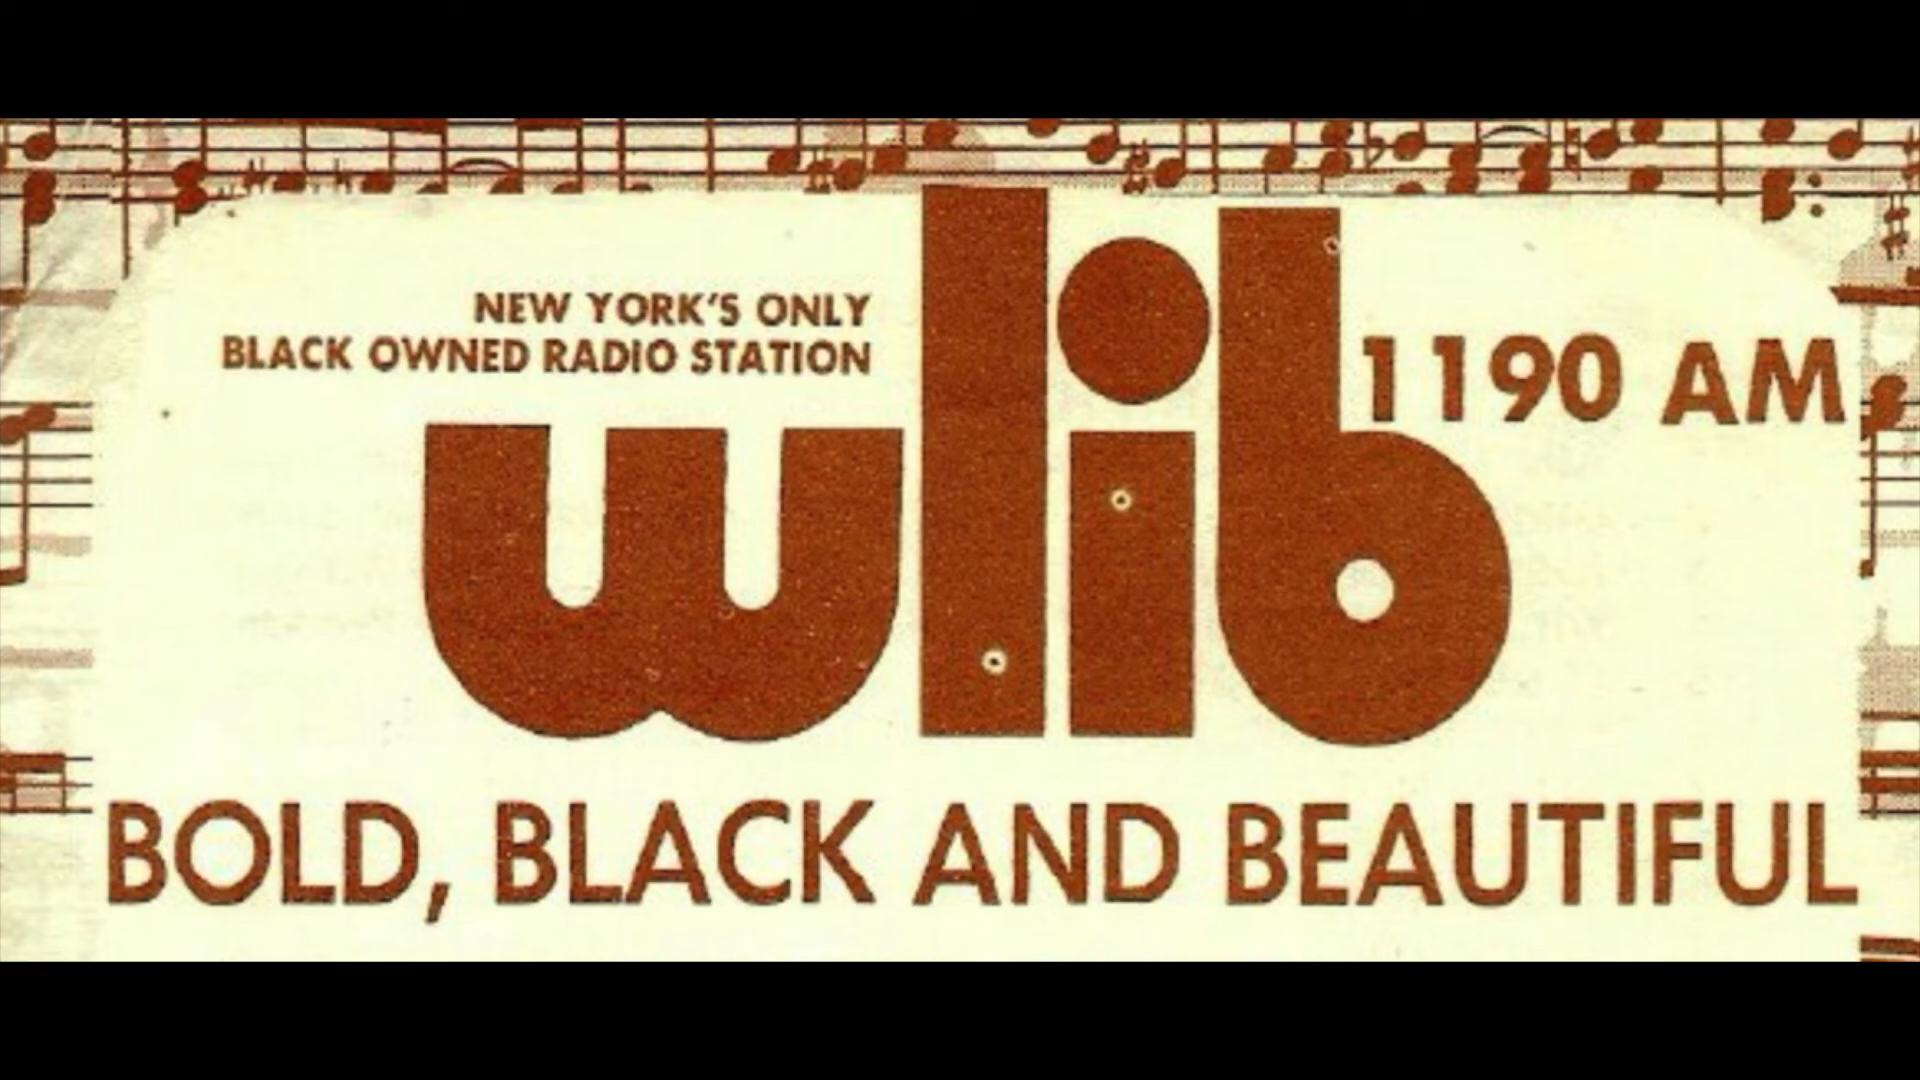 NEW YORK'S ONLY
BLACK OWNED RADIO STATION
wlib
1190 AM
BOLD, BLACK AND BEAUTIFUL